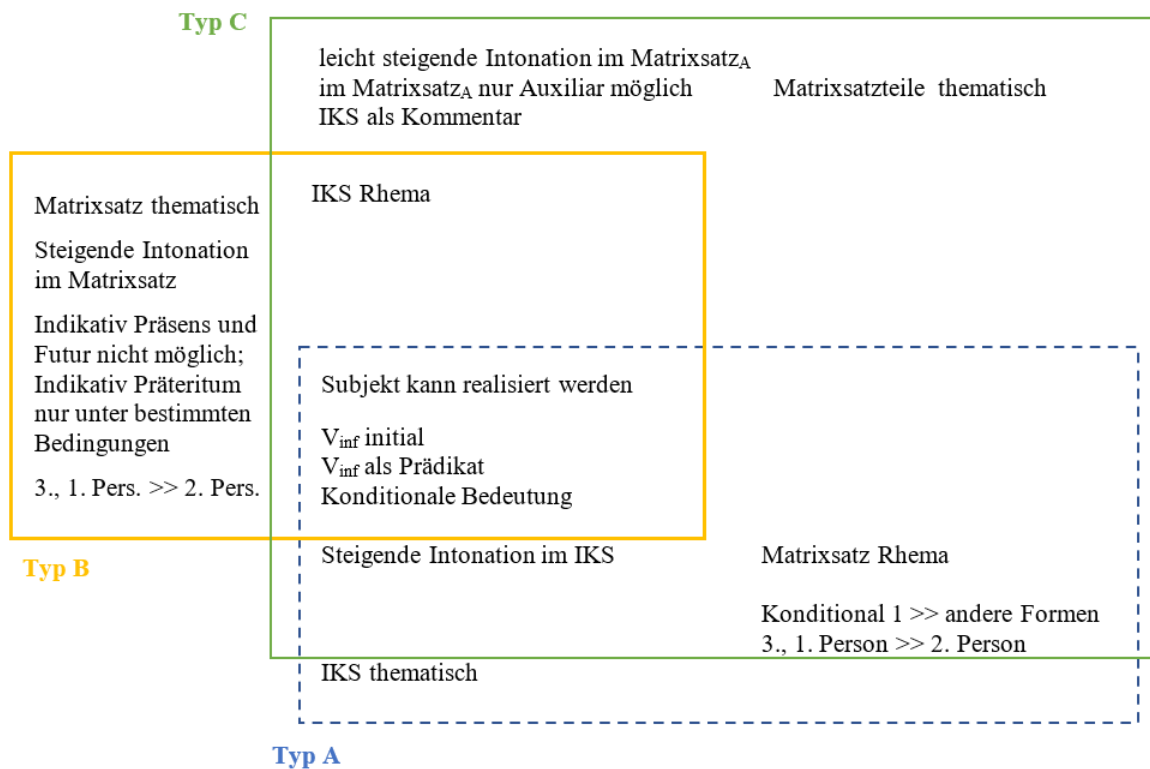 Typ C
leicht steigende Intonation im MatrixsatzA
im MatrixsatzA nur Auxiliar möglich
Matrixsatzteile thematisch
IKS als Kommentar
IKS Rhema
Matrixsatz thematisch
Steigende Intonation
im Matrixsatz
Indikativ Präsens und
Futur nicht möglich;
Indikativ Präteritum
nur unter bestimmten
Bedingungen
3., 1. Pers. >> 2. Pers.
Subjekt kann realisiert werden
Vinf initial
Vinf als Prädikat
Konditionale Bedeutung
Typ B
Steigende Intonation im IKS
Matrixsatz Rhema
Konditional 1 >> andere Formen
3., 1. Person >> 2. Person
IKS thematisch
Typ A